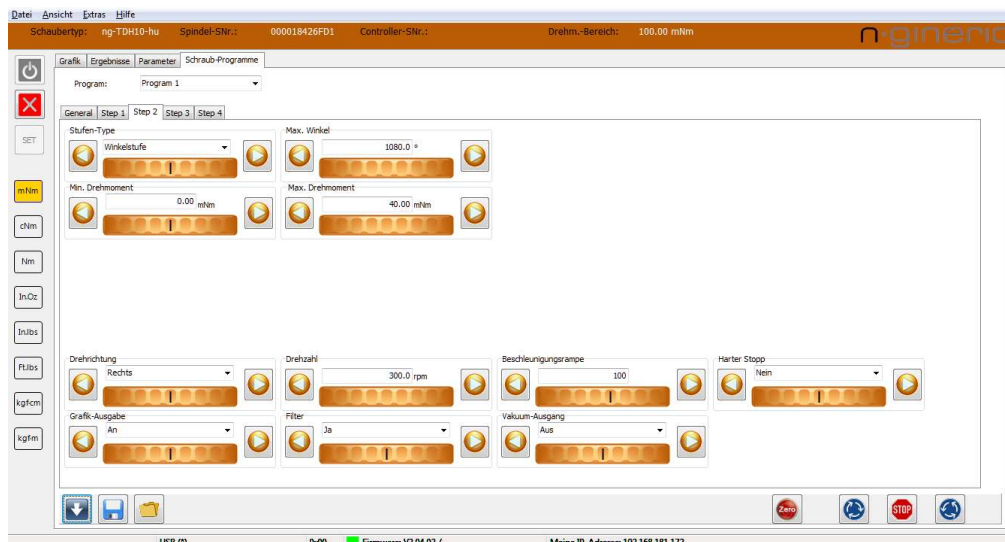 Datei Ansicht Extras Hilfe
Schaubertyp: ng-TDH10-hu Spindel-SNr.: 000018426FD1 Controller-SNr.: Drehm.-Bereich: 100.00 mNm
n-gineric
Grafik Ergebnisse Parameter Schraub-Programme
Program: Program 1
General Step 1 Step 2 Step 3 Step 4
SET
Stufen-Type Max. Winkel
Winkelstufe 1080.0 °
mNm
Min. Drehmoment Max. Drehmoment
0.00 mNm 40.00 mNm
cNm
Nm
In.Oz
In.lbs
Ft.lbs
kgf-cm
kgf-m
Drehrichtung Drehzahl Beschleunigungsrampe Harter Stopp
Rechts 300.0 rpm 100 Nein
Grafik-Ausgabe Filter Vakuum-Ausgang
An Ja Aus
Zero STOP